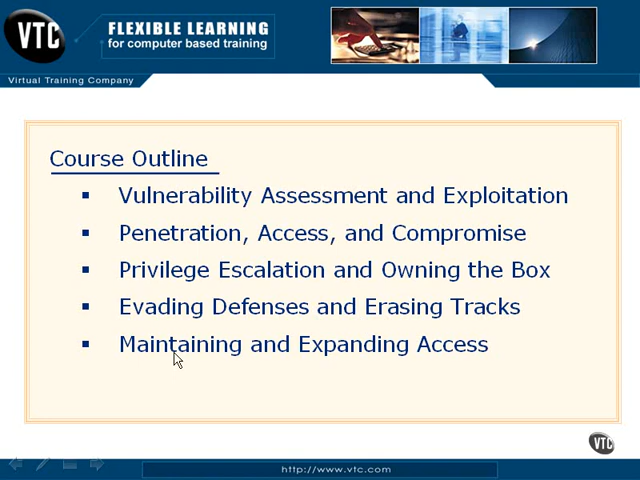 VTC
FLEXIBLE LEARNING
for computer based training
Virtual Training Company
Course Outline
▪ Vulnerability Assessment and Exploitation
▪ Penetration, Access, and Compromise
▪ Privilege Escalation and Owning the Box
▪ Evading Defenses and Erasing Tracks
▪ Maintaining and Expanding Access
VTC
http://www.vtc.com